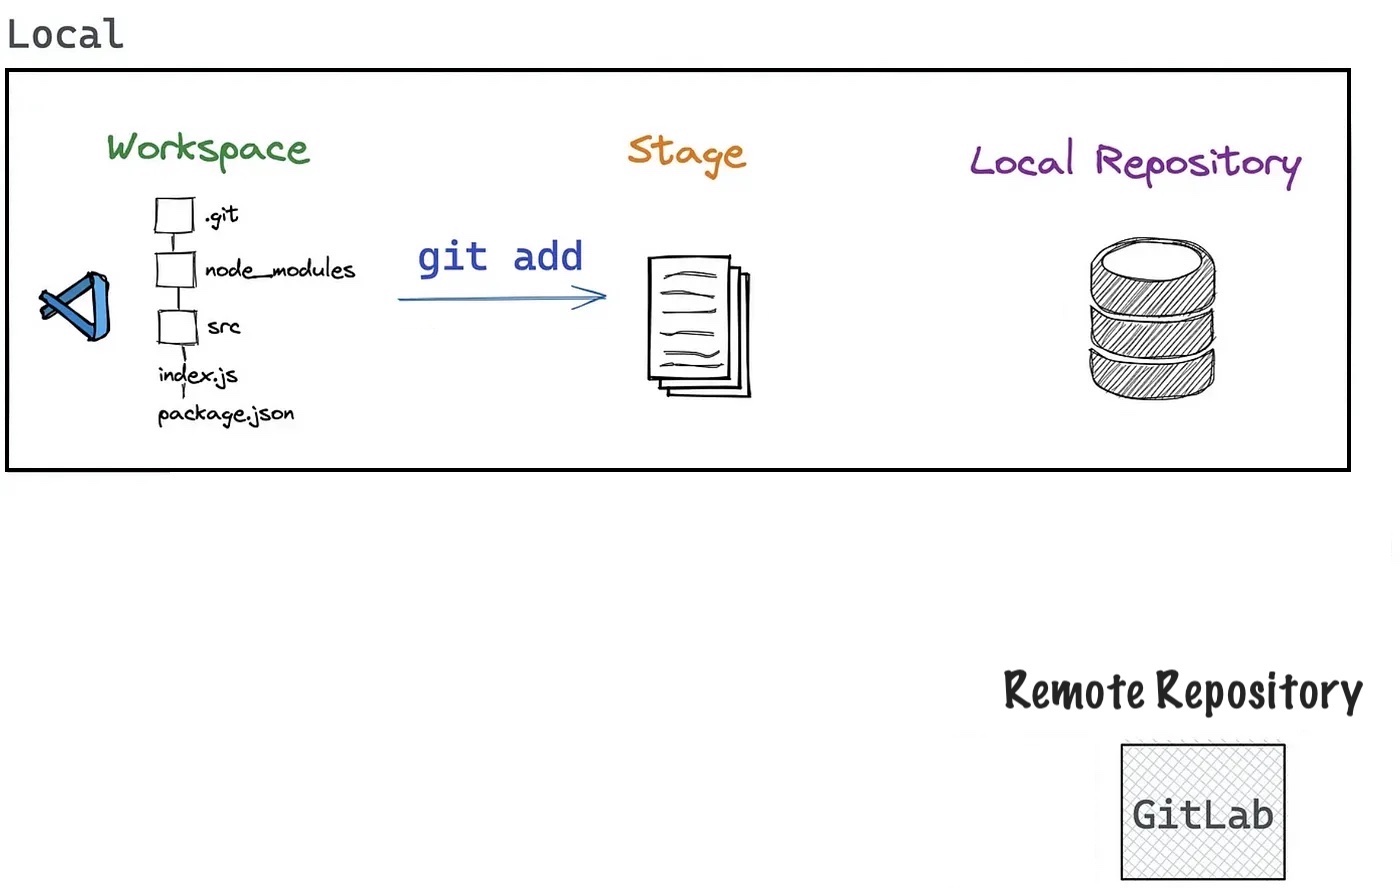 Local
Workspace
Stage
Local Repository
.git
node_modules
src
index.js
package.json
git add
Remote Repository
GitLab